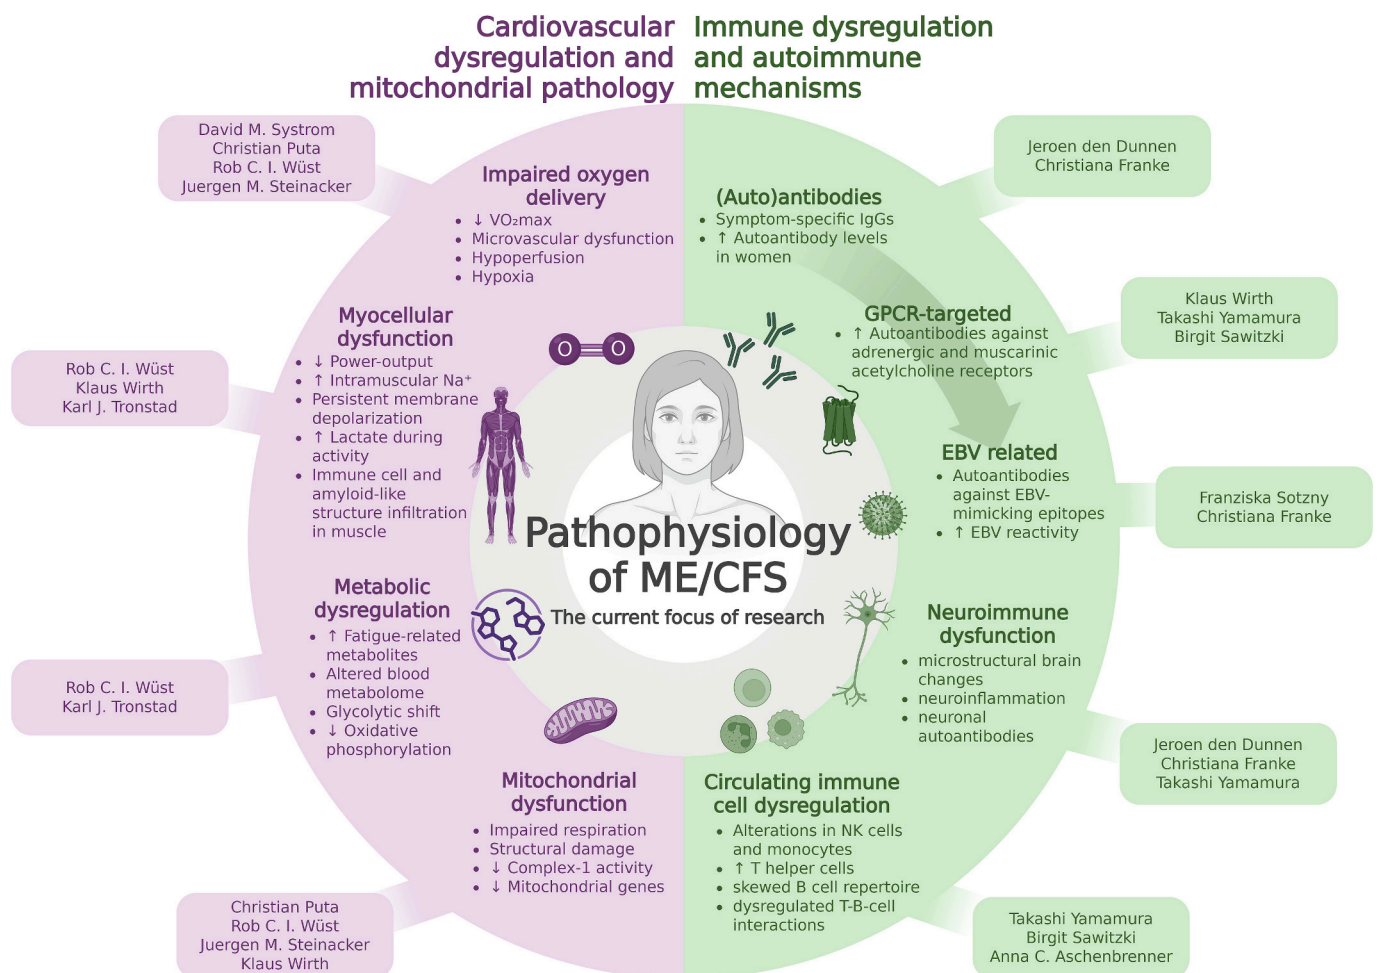 Cardiovascular
dysregulation and
mitochondrial pathology
Immune dysregulation
and autoimmune
mechanisms
David M. Systrom
Christian Puta
Rob C. I. Wüst
Juergen M. Steinacker
Impaired oxygen
delivery
• ↓ VO₂max
• Microvascular dysfunction
• Hypoperfusion
• Hypoxia
Rob C. I. Wüst
Klaus Wirth
Karl J. Tronstad
Myocellular
dysfunction
• ↓ Power-output
• ↑ Intramuscular Na⁺
• Persistent membrane
depolarization
• ↑ Lactate during
activity
• Immune cell and
amyloid-like
structure infiltration
in muscle
Rob C. I. Wüst
Karl J. Tronstad
Metabolic
dysregulation
• ↑ Fatigue-related
metabolites
• Altered blood
metabolome
• Glycolytic shift
• ↓ Oxidative
phosphorylation
Christian Puta
Rob C. I. Wüst
Juergen M. Steinacker
Klaus Wirth
Mitochondrial
dysfunction
• Impaired respiration
• Structural damage
• ↓ Complex-1 activity
• ↓ Mitochondrial genes
O O
Pathophysiology
of ME/CFS
The current focus of research
(Auto)antibodies
• Symptom-specific IgGs
• ↑ Autoantibody levels
in women
Jeroen den Dunnen
Christiana Franke
GPCR-targeted
• ↑ Autoantibodies against
adrenergic and muscarinic
acetylcholine receptors
Klaus Wirth
Takashi Yamamura
Birgit Sawitzki
EBV related
• Autoantibodies
against EBV-
mimicking epitopes
• ↑ EBV reactivity
Franziska Sotzny
Christiana Franke
Neuroimmune
dysfunction
• microstructural brain
changes
• neuroinflammation
• neuronal
autoantibodies
Jeroen den Dunnen
Christiana Franke
Takashi Yamamura
Circulating immune
cell dysregulation
• Alterations in NK cells
and monocytes
• ↑ T helper cells
• skewed B cell repertoire
• dysregulated T-B-cell
interactions
Takashi Yamamura
Birgit Sawitzki
Anna C. Aschenbrenner